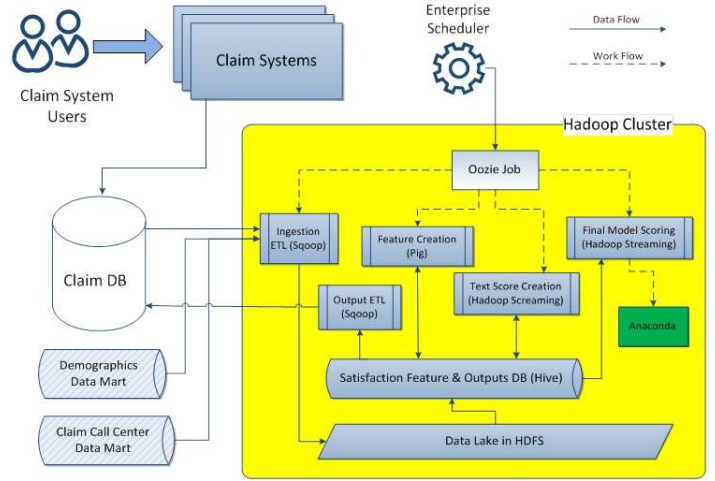 Enterprise
Scheduler
Data Flow
Work Flow
Claim Systems
Claim System
Users
Hadoop Cluster
Oozie Job
Ingestion
ETL (Sqoop)
Feature Creation
(Pig)
Final Model Scoring
(Hadoop Streaming)
Claim DB
Text Score Creation
(Hadoop Screaming)
Output ETL
(Sqoop)
Anaconda
Demographics
Data Mart
Satisfaction Feature & Outputs DB (Hive)
Claim Call Center
Data Mart
Data Lake in HDFS